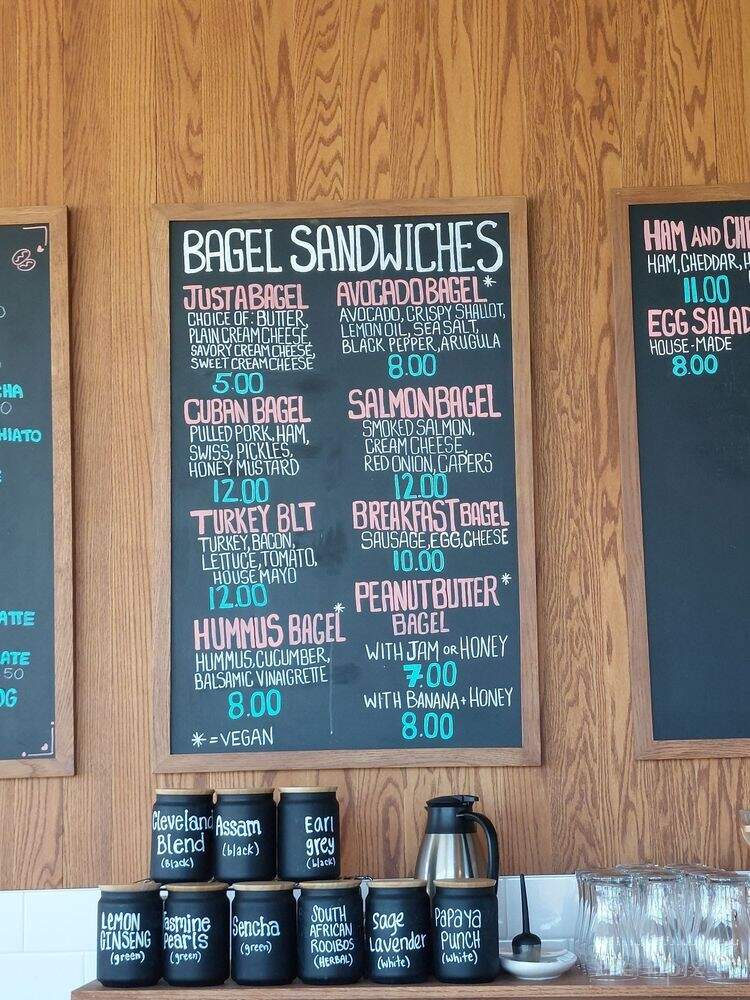 HA
0
HIATO
ATTE
ATE
50
OG
BAGEL SANDWICHES
JUST A BAGEL
CHOICE OF: BUTTER,
PLAIN CREAM CHEESE,
SAVORY CREAM CHEESE,
SWEET CREAM CHEESE
5.00
CUBAN BAGEL
PULLED PORK, HAM,
SWISS, PICKLES,
HONEY MUSTARD
12.00
TURKEY BLT
TURKEY, BACON,
LETTUCE, TOMATO,
HOUSE MAYO
12.00
HUMMUS BAGEL*
HUMMUS, CUCUMBER,
BALSAMIC VINAIGRETTE
8.00
* = VEGAN
AVOCADO BAGEL*
AVOCADO, CRISPY SHALLOT,
LEMON OIL, SEA SALT,
BLACK PEPPER, ARUGULA
8.00
SALMON BAGEL
SMOKED SALMON,
CREAM CHEESE,
RED ONION, CAPERS
12.00
BREAKFAST BAGEL
SAUSAGE, EGG, CHEESE
10.00
PEANUT BUTTER*
BAGEL
WITH JAM OR HONEY
7.00
WITH BANANA + HONEY
8.00
HAM AND CH
HAM, CHEDDAR, H
11.00
EGG SALAD
HOUSE-MADE
8.00
Cleveland
Blend
(Black)
Assam
(black)
Earl
grey
(black)
LEMON
GINSENG
(green)
Jasmine
Pearls
(green)
Sencha
(green)
SOUTH
AFRICAN
ROOIBOS
(HERBAL)
Sage
Lavender
(white)
PAPAYA
PUNCH
(white)